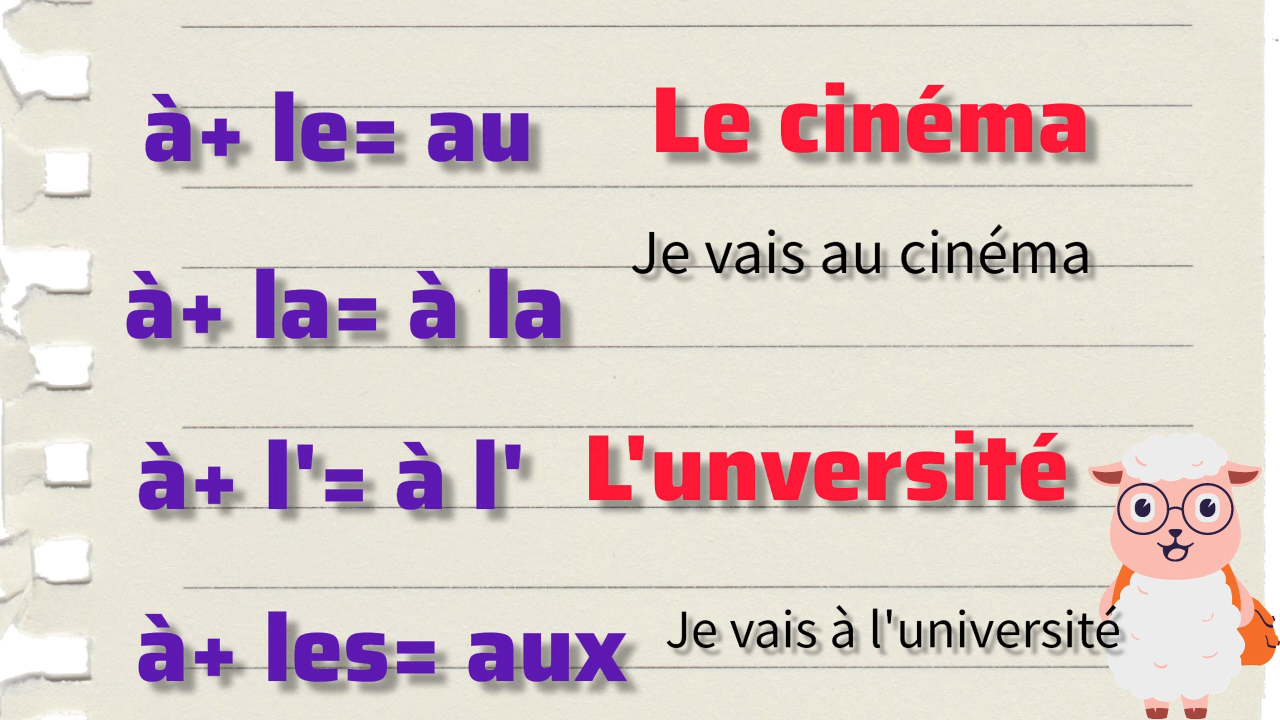 à+ le= au
Le cinéma
Je vais au cinéma
à+ la= à la
à+ l'= à l'
L'unversité
à+ les= aux
Je vais à l'université